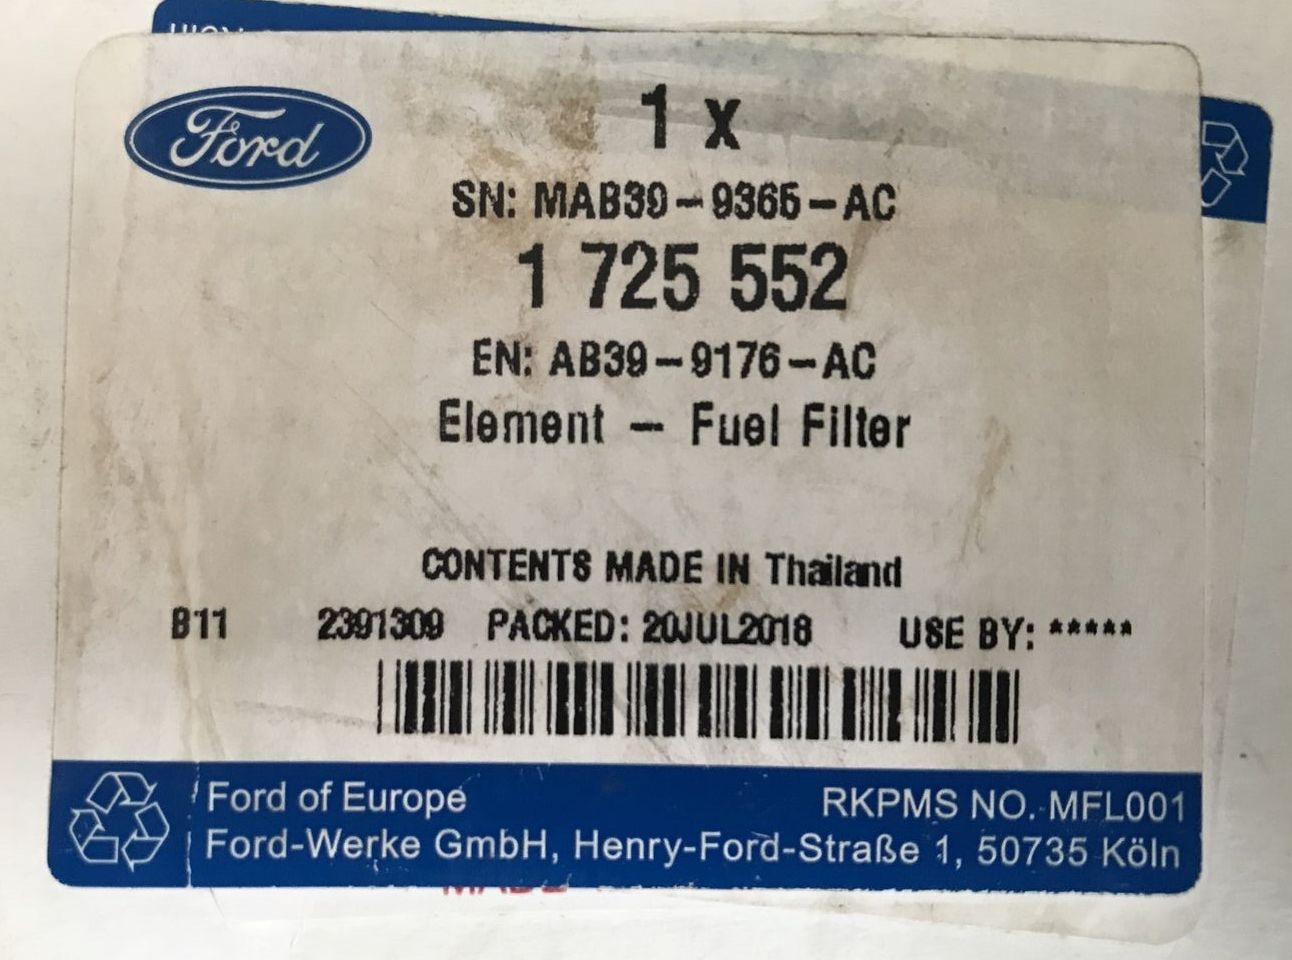 Ford
1 x
SN: MAB39-9365-AC
1 725 552
EN: AB39-9176-AC
Element - Fuel Filter
CONTENTS MADE IN Thailand
B11 2391309 PACKED: 20JUL2018 USE BY: *****
Ford of Europe RKPMS NO. MFL001
Ford-Werke GmbH, Henry-Ford-Straße 1, 50735 Köln